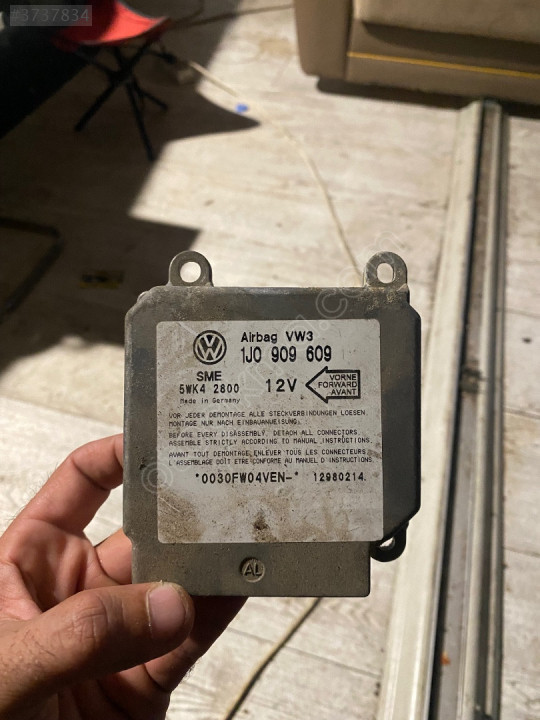 #3737834
Airbag VW3
1J0 909 609
SME
5WK4 2800 12V
VORNE
FORWARD
AVANT
Made in Germany
VOR JEDER DEMONTAGE ALLE STECKVERBINDUNGEN LOESEN.
MONTAGE NUR NACH EINBAUANWEISUNG.
BEFORE EVERY DISASSEMBLY, DETACH ALL CONNECTORS.
ASSEMBLE STRICTLY ACCORDING TO MANUAL INSTRUCTIONS.
AVANT TOUT DEMONTAGE, ENLEVER TOUS LES CONNECTEURS.
L'ASSEMBLAGE DOIT ETRE CONFORME AU MANUEL D'INSTRUCTIONS.
*0030FW04VEN-* 12980214.
AL